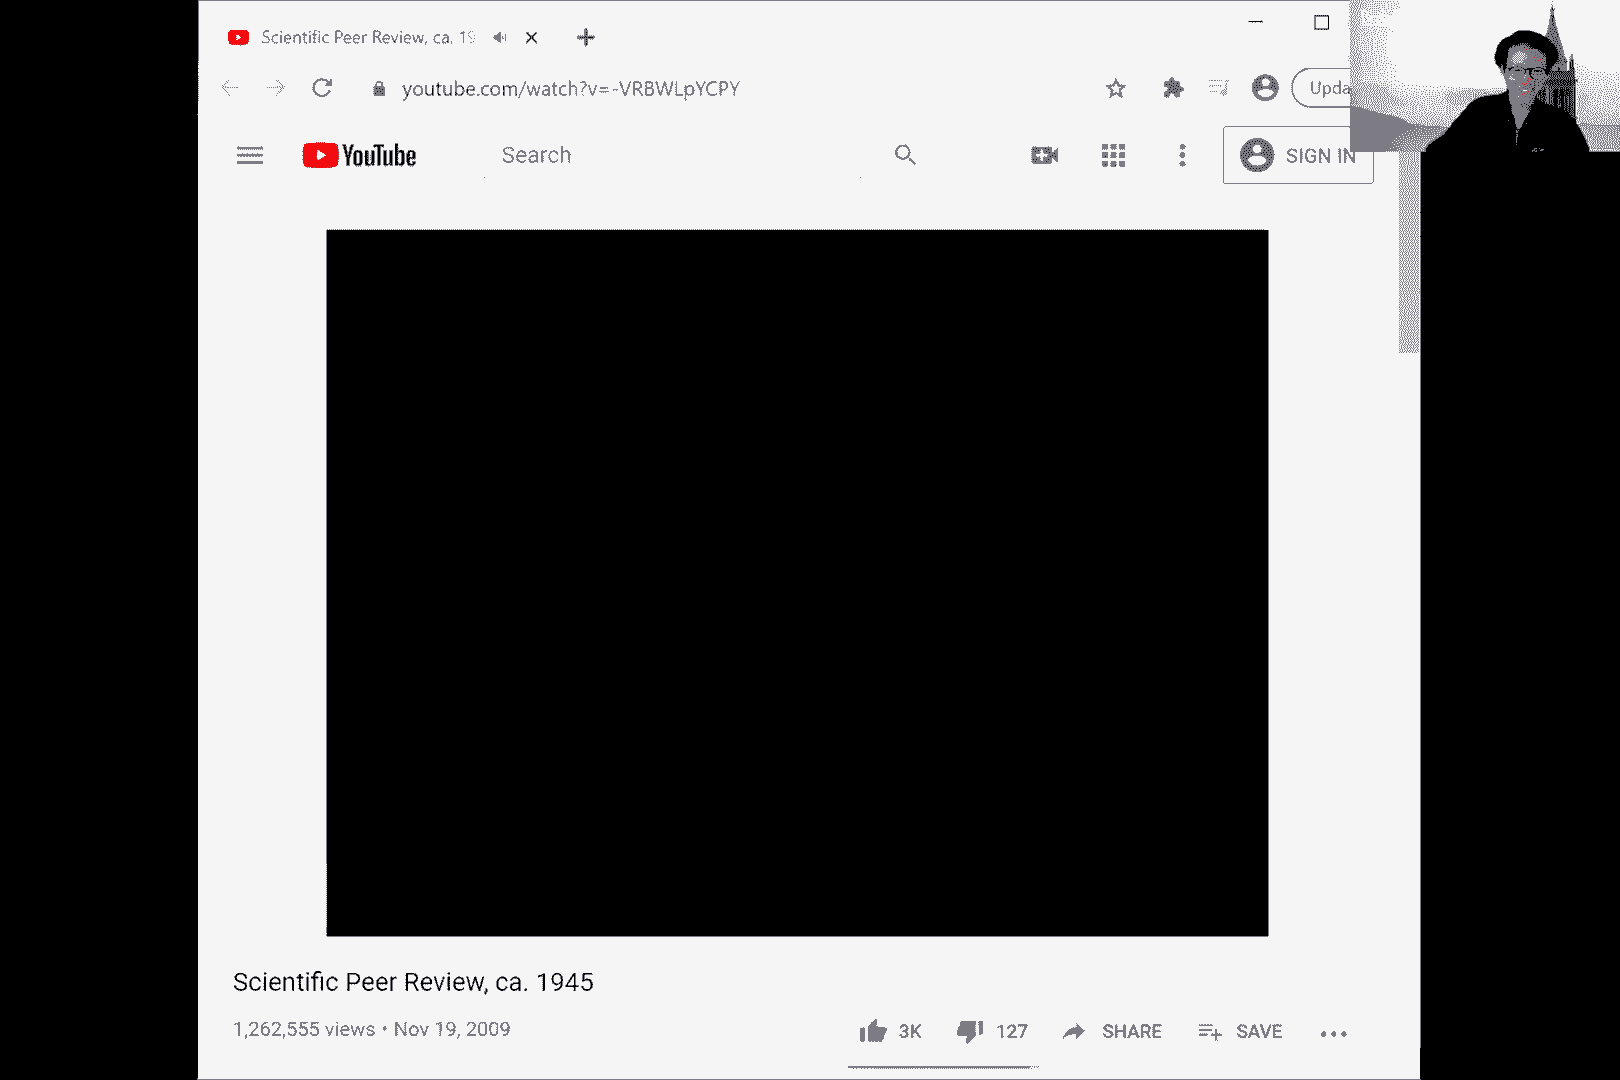 Scientific Peer Review, ca. 19
youtube.com/watch?v=-VRBWLpYCPY
Upda
YouTube
Search
SIGN IN
Scientific Peer Review, ca. 1945
1,262,555 views • Nov 19, 2009
3K
127
SHARE
SAVE